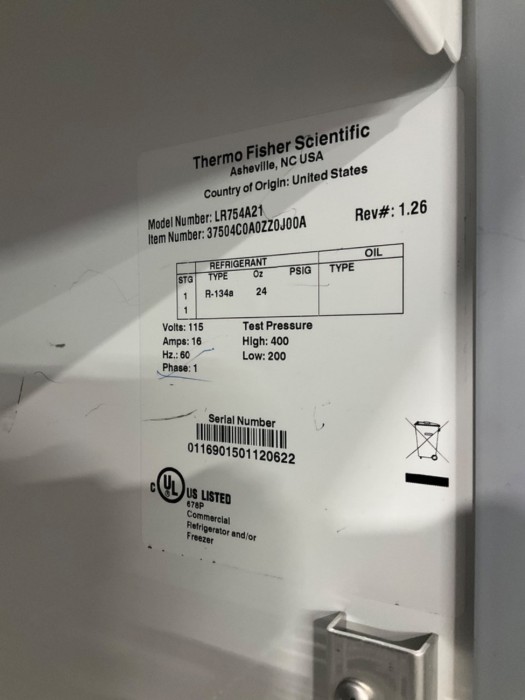 Thermo Fisher Scientific
Asheville, NC USA
Country of Origin: United States
Model Number: LR754A21
Item Number: 37504C0A0ZZ0J00A
Rev#: 1.26
REFRIGERANT OIL
STG TYPE Oz PSIG TYPE
1 R-134a 24
1
Volts: 115 Test Pressure
Amps: 16 High: 400
Hz.: 60 Low: 200
Phase: 1
Serial Number
0116901501120622
C UL US LISTED
678P
Commercial
Refrigerator and/or
Freezer